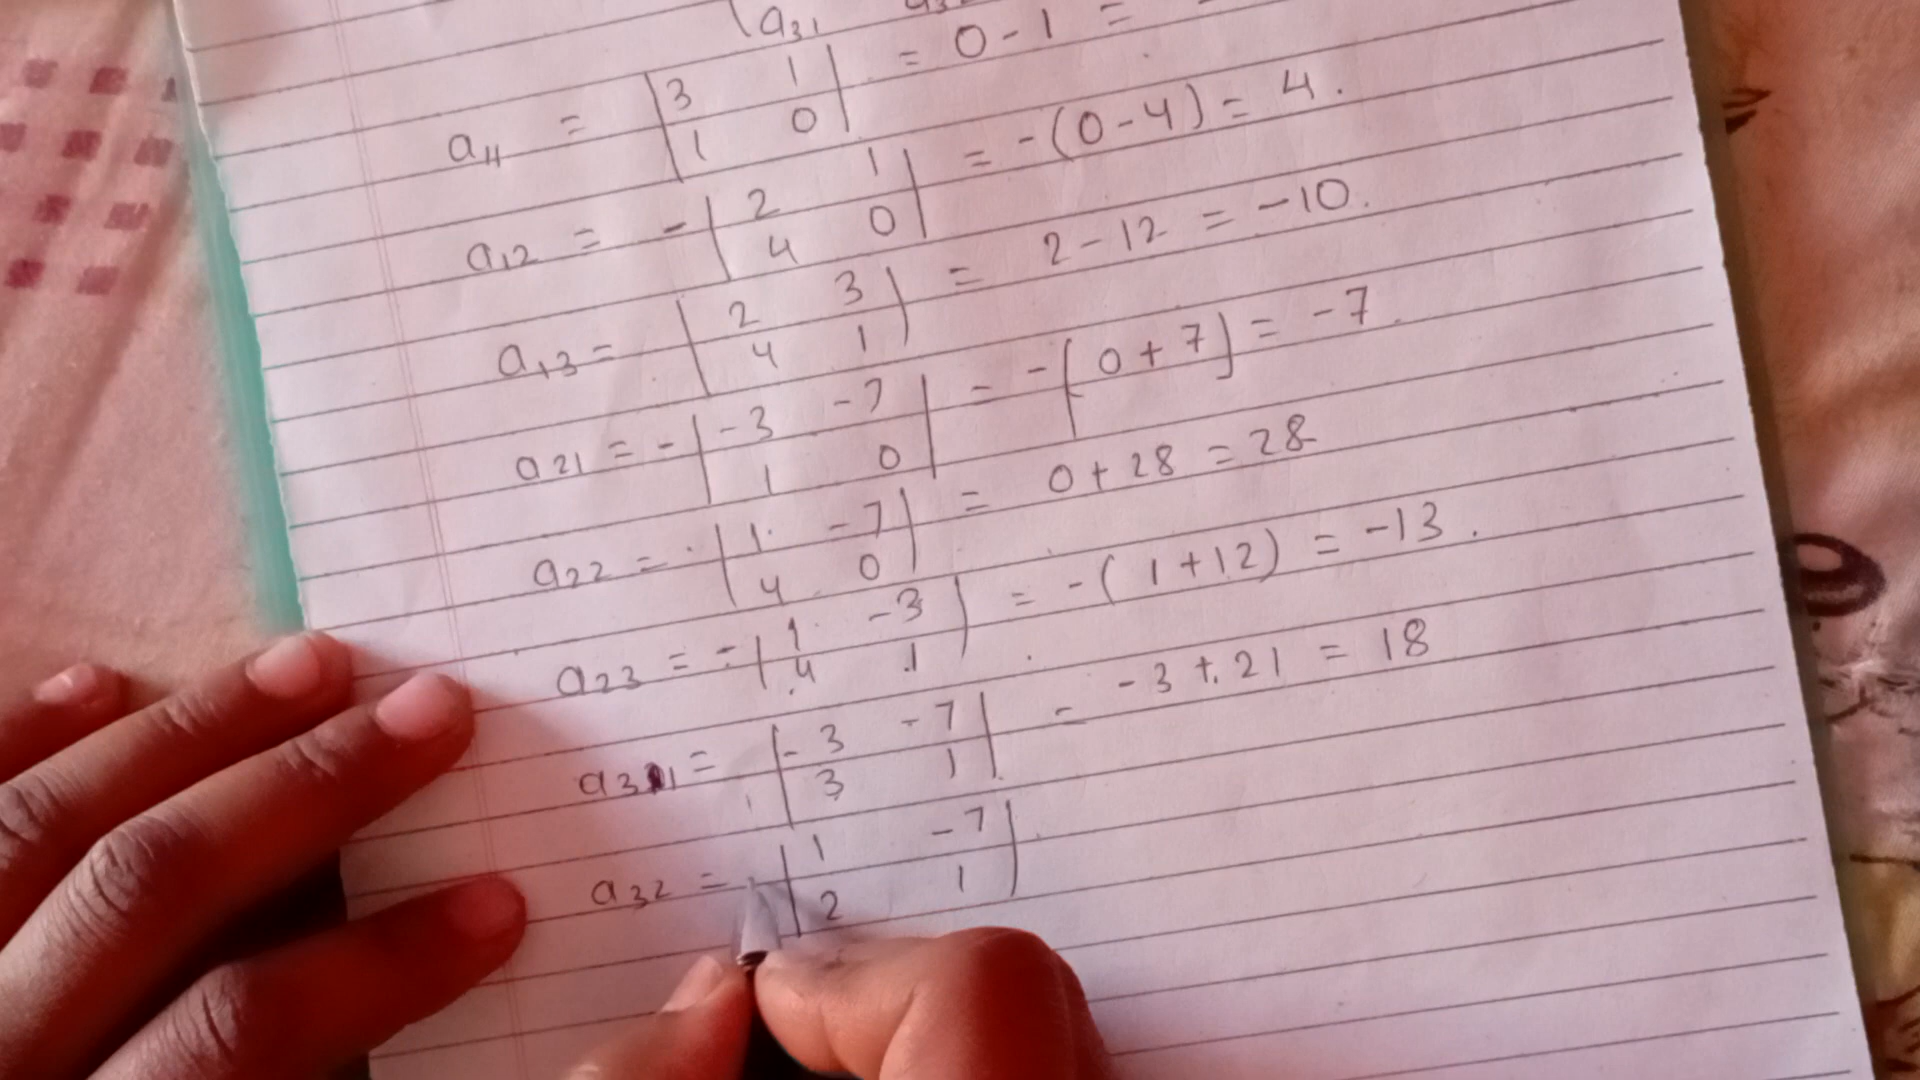 a31
a11 = | 3 1 | = 0 - 1 =
| 1 0 |
a12 = - | 2 1 | = - (0 - 4) = 4.
| 4 0 |
a13 = | 2 3 | = 2 - 12 = -10.
| 4 1 |
a21 = - | -3 -7 | = - [0 + 7] = -7.
| 1 0 |
a22 = | 1 -7 | = 0 + 28 = 28
| 4 0 |
a23 = - | 1 -3 | = - (1 + 12) = -13.
| 4 1 |
a31 = | -3 -7 | = -3 + 21 = 18
| 3 1 |
a32 = | 1 -7 |
| 2 1 |